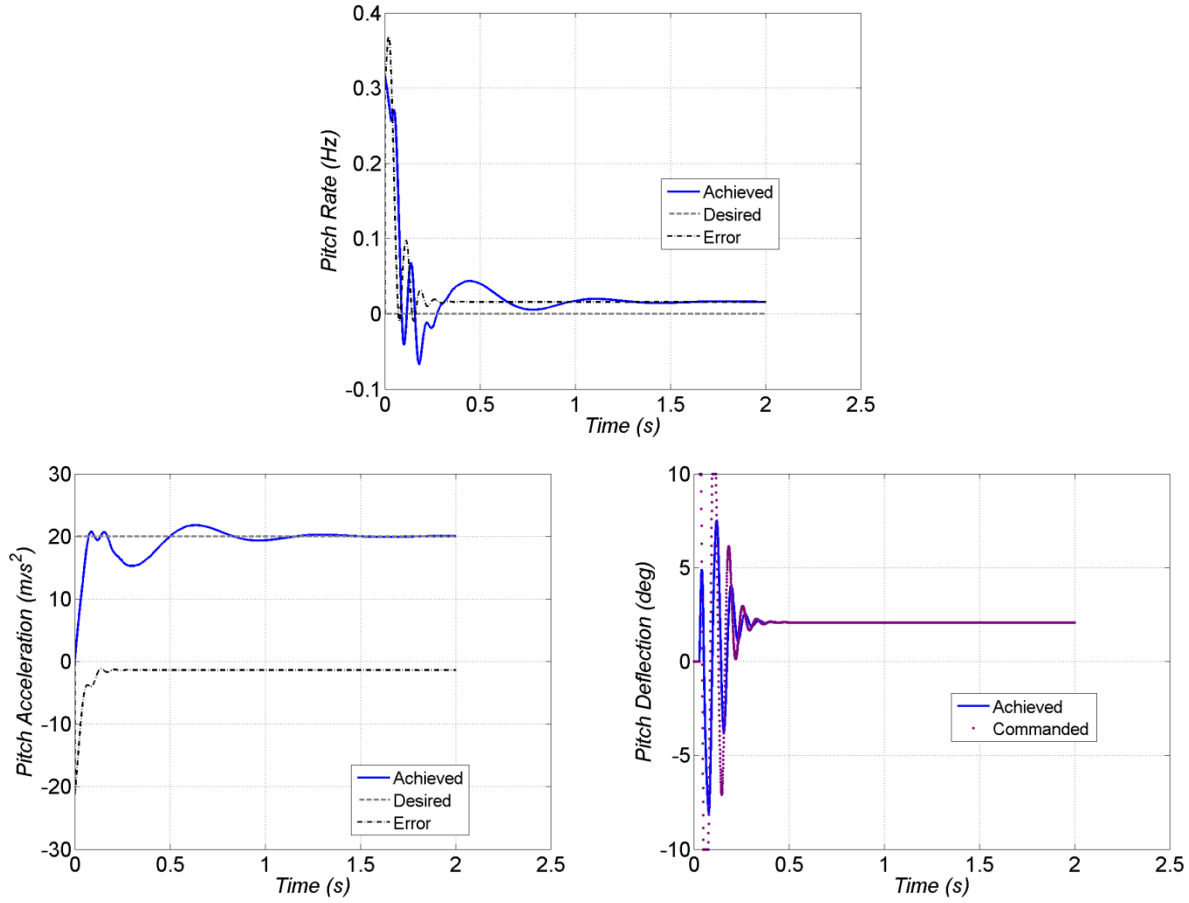 0.4
0.3
0.2
0.1
0
-0.1
Pitch Rate (Hz)
Achieved
Desired
Error
0 0.5 1 1.5 2 2.5
Time (s)
30
20
10
0
-10
-20
-30
Pitch Acceleration (m/s²)
Achieved
Desired
Error
0 0.5 1 1.5 2 2.5
Time (s)
10
5
0
-5
-10
Pitch Deflection (deg)
Achieved
Commanded
0 0.5 1 1.5 2 2.5
Time (s)